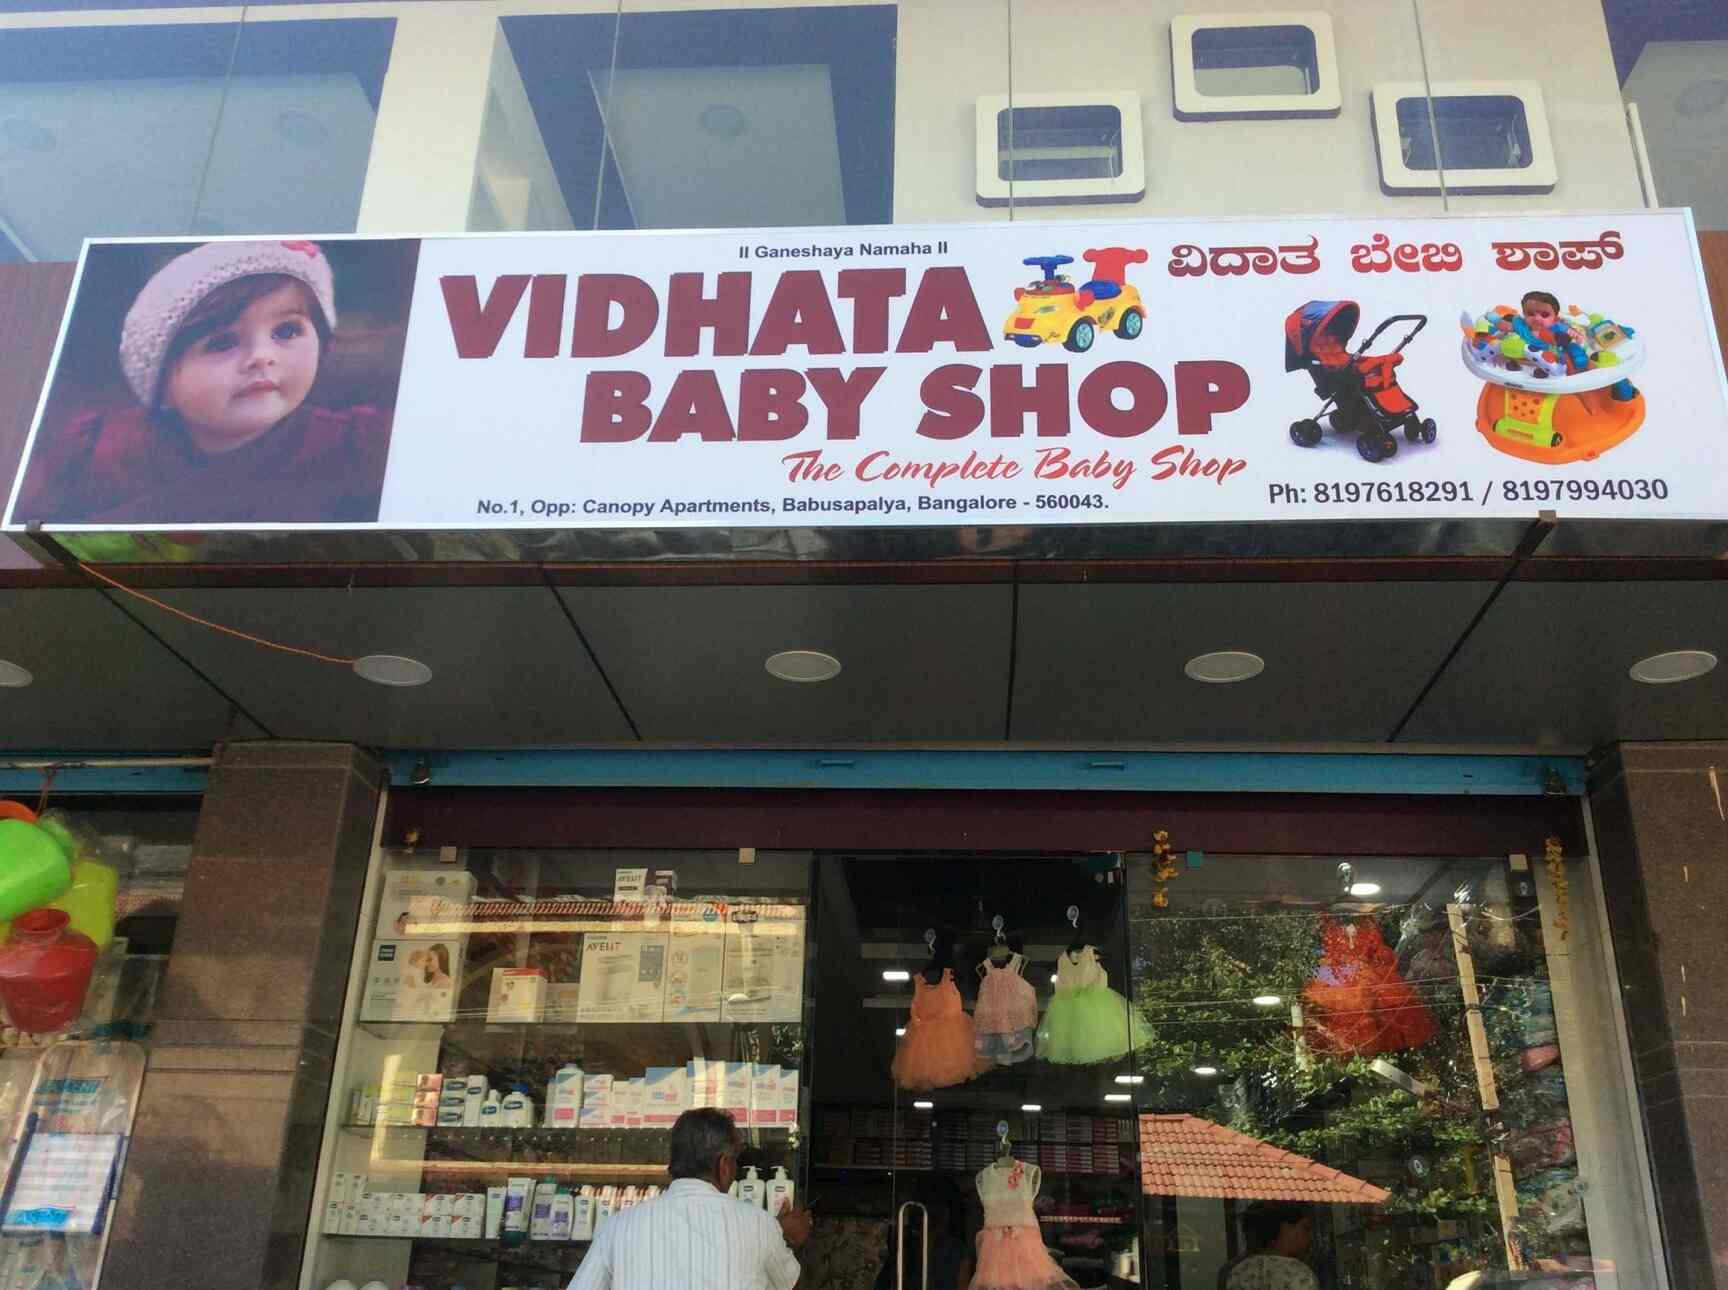 II Ganeshaya Namaha II
VIDHATA
BABY SHOP
The Complete Baby Shop
No.1, Opp: Canopy Apartments, Babusapalya, Bangalore - 560043.
ವಿದಾತ ಬೇಬಿ ಶಾಪ್
Ph: 8197618291 / 8197994030
AVENT
AVENT